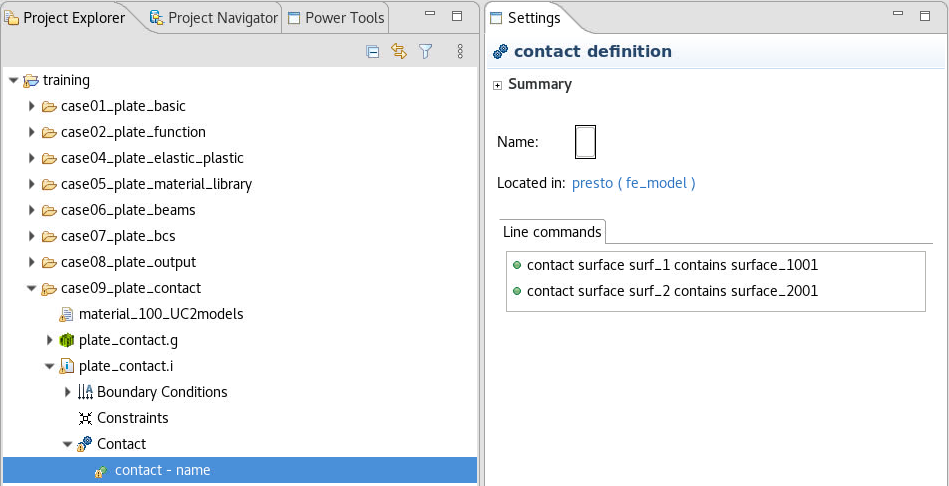 Project Explorer
Project Navigator
Power Tools
training
case01_plate_basic
case02_plate_function
case04_plate_elastic_plastic
case05_plate_material_library
case06_plate_beams
case07_plate_bcs
case08_plate_output
case09_plate_contact
material_100_UC2models
plate_contact.g
plate_contact.i
Boundary Conditions
Constraints
Contact
contact - name
Settings
contact definition
Summary
Name:
Located in: presto ( fe_model )
Line commands
contact surface surf_1 contains surface_1001
contact surface surf_2 contains surface_2001